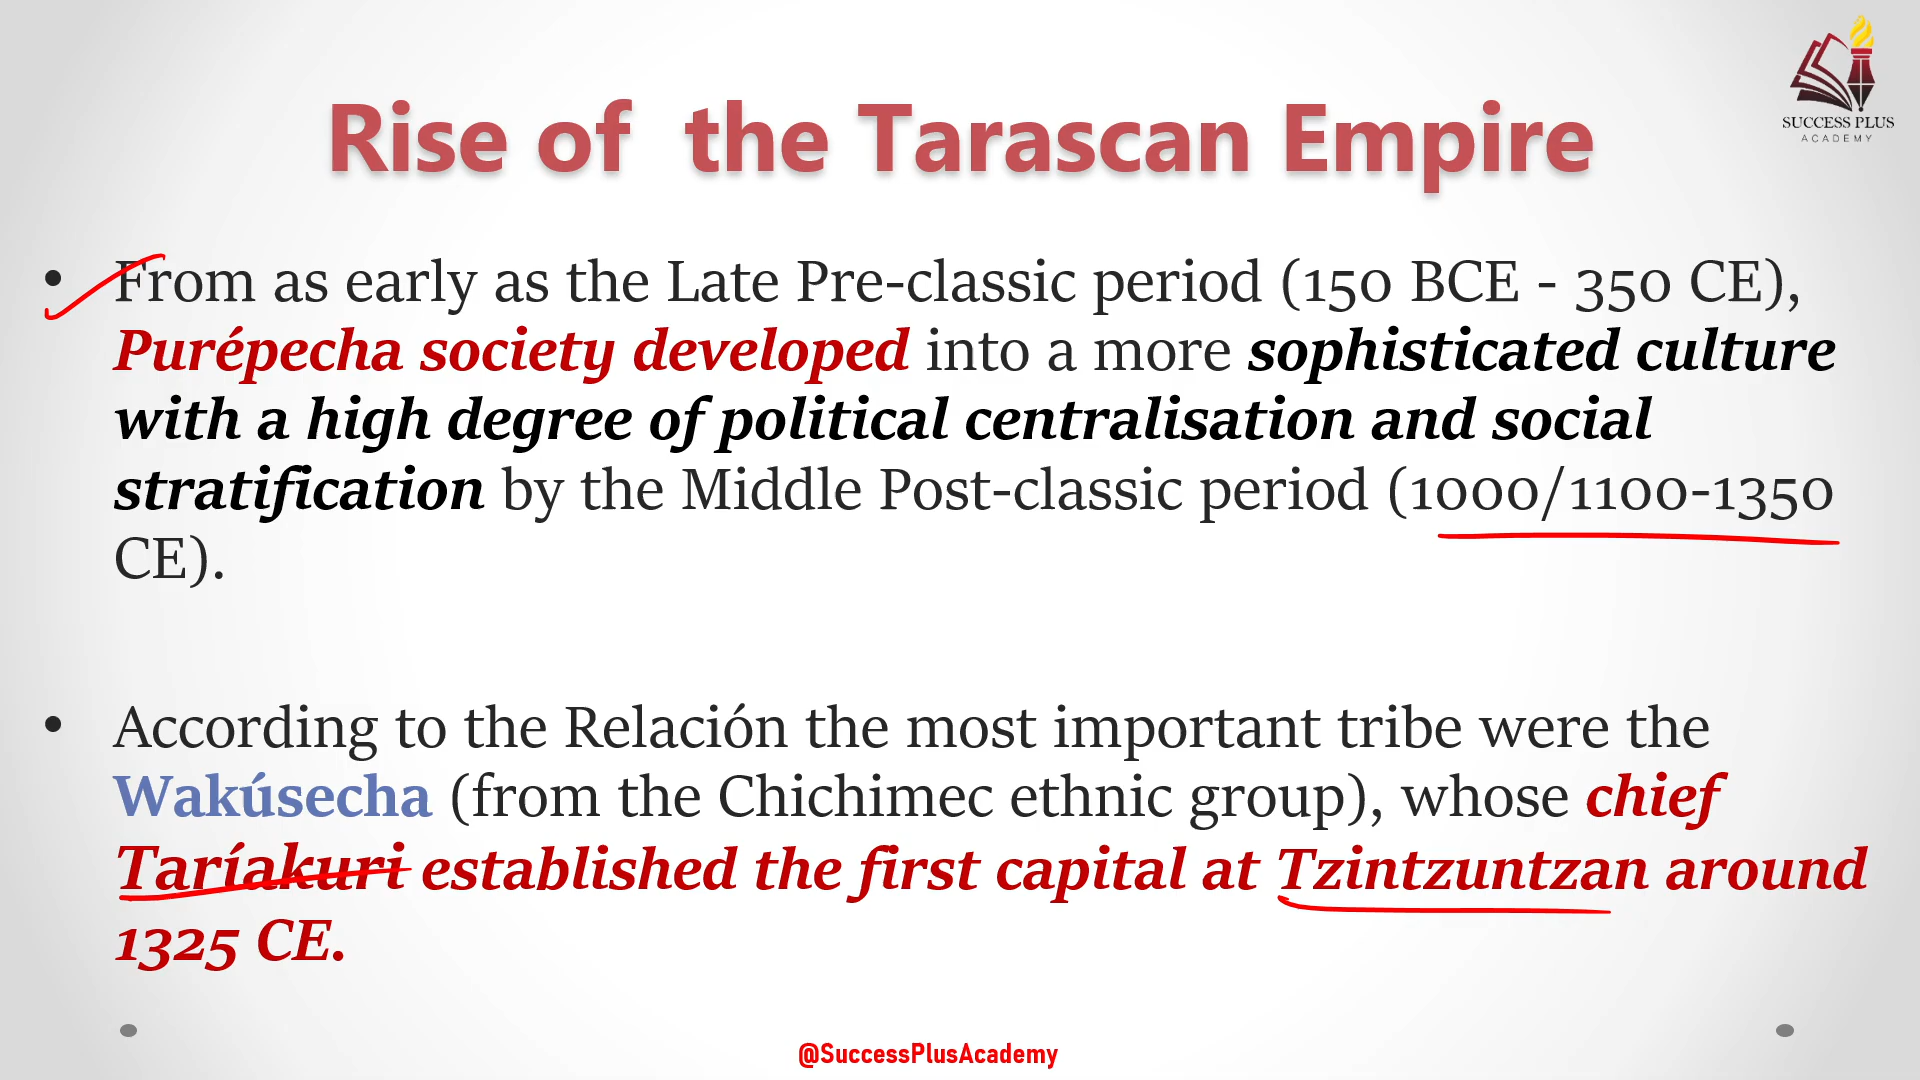 SUCCESS PLUS
ACADEMY
Rise of the Tarascan Empire
• From as early as the Late Pre-classic period (150 BCE - 350 CE),
Purépecha society developed into a more sophisticated culture
with a high degree of political centralisation and social
stratification by the Middle Post-classic period (1000/1100-1350
CE).
• According to the Relación the most important tribe were the
Wakúsecha (from the Chichimec ethnic group), whose chief
Taríakuri established the first capital at Tzintzuntzan around
1325 CE.
@SuccessPlusAcademy